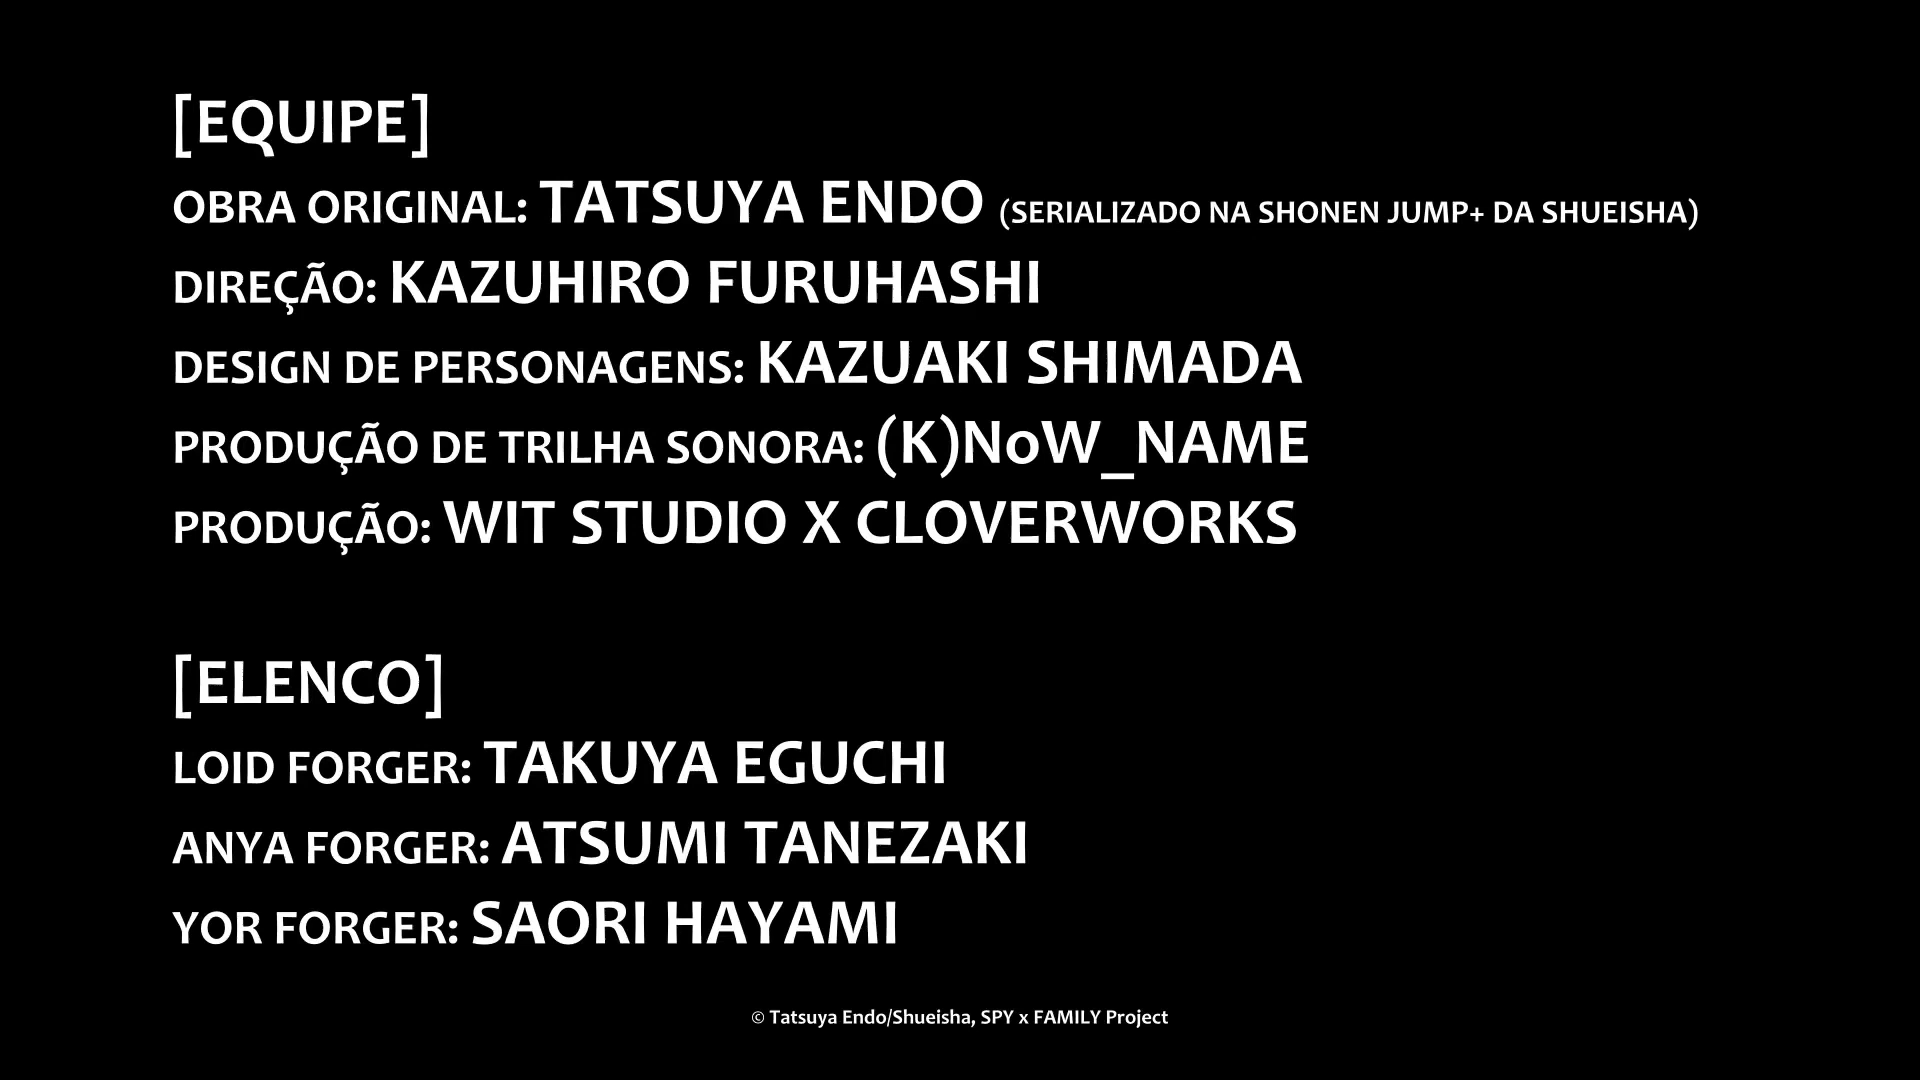 [EQUIPE]
OBRA ORIGINAL: TATSUYA ENDO (SERIALIZADO NA SHONEN JUMP+ DA SHUEISHA)
DIREÇÃO: KAZUHIRO FURUHASHI
DESIGN DE PERSONAGENS: KAZUAKI SHIMADA
PRODUÇÃO DE TRILHA SONORA: (K)NoW_NAME
PRODUÇÃO: WIT STUDIO X CLOVERWORKS
[ELENCO]
LOID FORGER: TAKUYA EGUCHI
ANYA FORGER: ATSUMI TANEZAKI
YOR FORGER: SAORI HAYAMI
© Tatsuya Endo/Shueisha, SPY x FAMILY Project